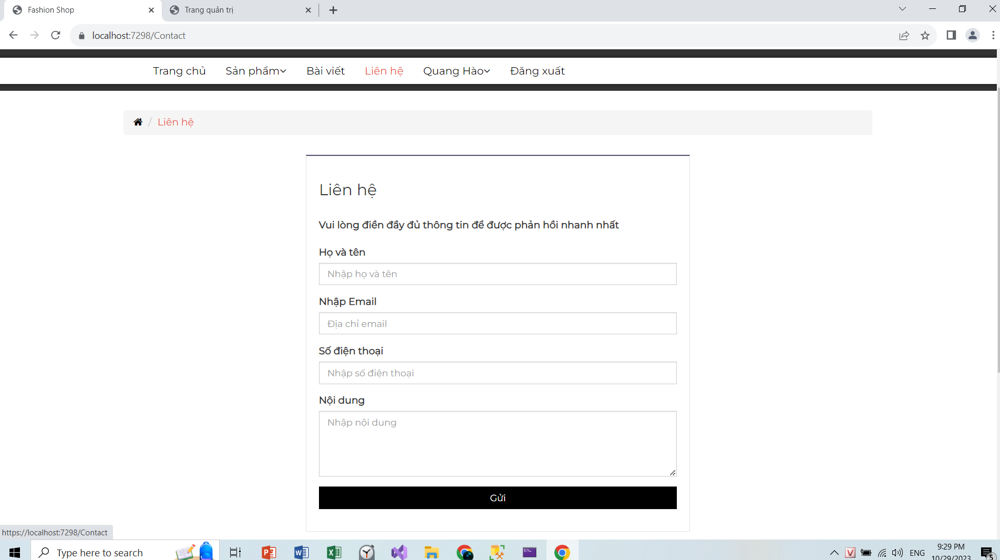 Fashion Shop
Trang quản trị
localhost:7298/Contact
Trang chủ Sản phẩm Bài viết Liên hệ Quang Hào Đăng xuất
/ Liên hệ
Liên hệ
Vui lòng điền đầy đủ thông tin để được phản hồi nhanh nhất
Họ và tên
Nhập họ và tên
Nhập Email
Địa chỉ email
Số điện thoại
Nhập số điện thoại
Nội dung
Nhập nội dung
Gửi
https://localhost:7298/Contact
Type here to search
ENG
9:29 PM
10/29/2023
5